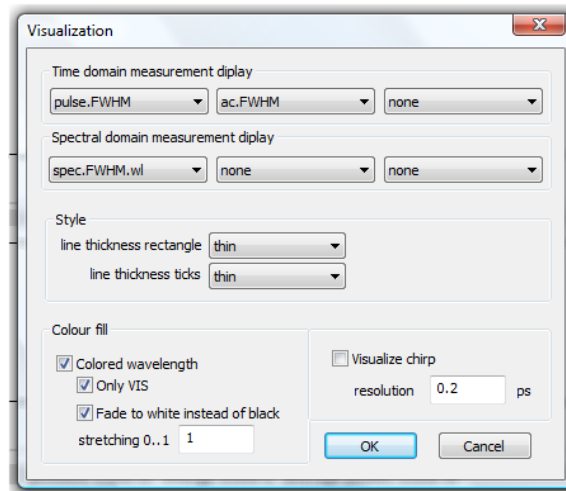 Visualization
Time domain measurement diplay
pulse.FWHM ac.FWHM none
Spectral domain measurement diplay
spec.FWHM.wl none none
Style
line thickness rectangle thin
line thickness ticks thin
Colour fill
Colored wavelength
Only VIS
Fade to white instead of black
stretching 0..1 1
Visualize chirp
resolution 0.2 ps
OK Cancel